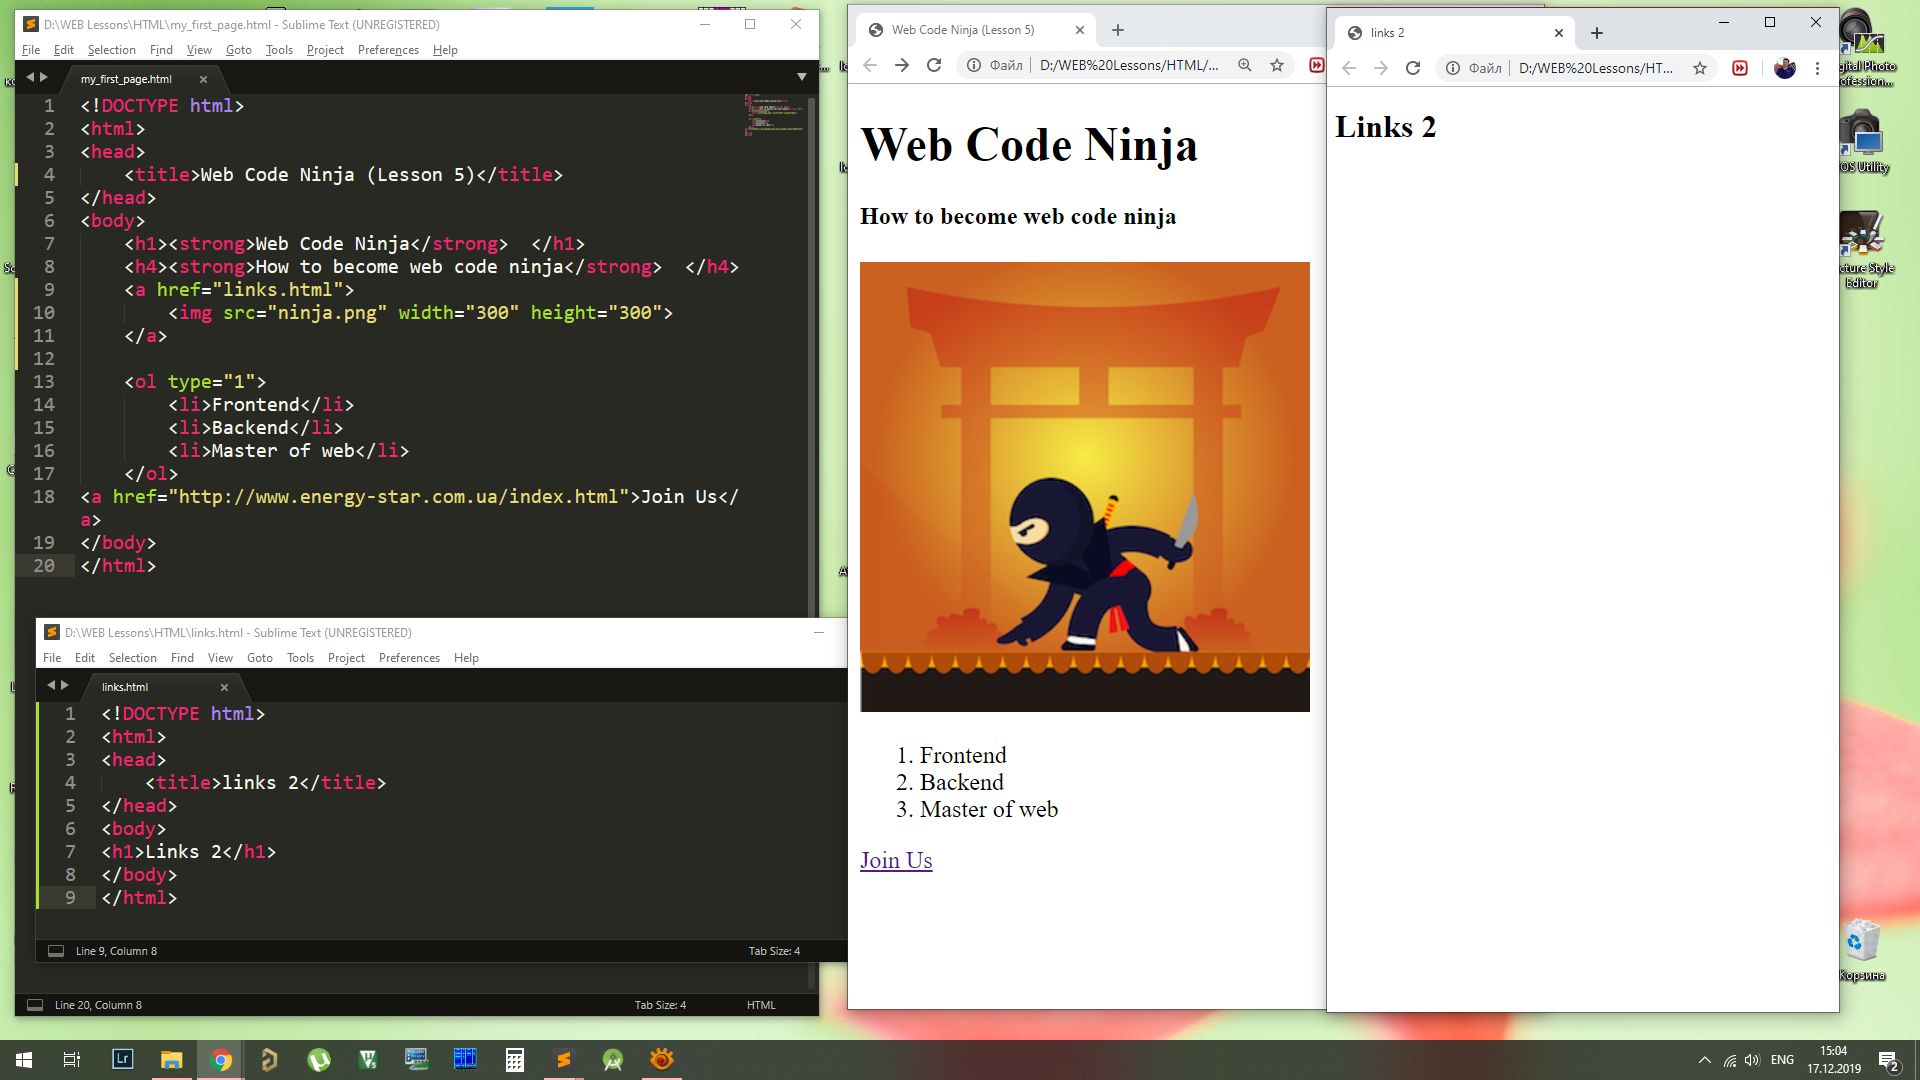 D:\WEB Lessons\HTML\my_first_page.html - Sublime Text (UNREGISTERED)
File Edit Selection Find View Goto Tools Project Preferences Help
my_first_page.html
1 <!DOCTYPE html>
2 <html>
3 <head>
4 <title>Web Code Ninja (Lesson 5)</title>
5 </head>
6 <body>
7 <h1><strong>Web Code Ninja</strong> </h1>
8 <h4><strong>How to become web code ninja</strong> </h4>
9 <a href="links.html">
10 <img src="ninja.png" width="300" height="300">
11 </a>
12
13 <ol type="1">
14 <li>Frontend</li>
15 <li>Backend</li>
16 <li>Master of web</li>
17 </ol>
18 <a href="http://www.energy-star.com.ua/index.html">Join Us</
a>
19 </body>
20 </html>
D:\WEB Lessons\HTML\links.html - Sublime Text (UNREGISTERED)
File Edit Selection Find View Goto Tools Project Preferences Help
links.html
1 <!DOCTYPE html>
2 <html>
3 <head>
4 <title>links 2</title>
5 </head>
6 <body>
7 <h1>Links 2</h1>
8 </body>
9 </html>
Line 9, Column 8 Tab Size: 4
Line 20, Column 8 Tab Size: 4 HTML
Web Code Ninja (Lesson 5)
Файл D:/WEB%20Lessons/HTML/...
Web Code Ninja
How to become web code ninja
1. Frontend
2. Backend
3. Master of web
Join Us
links 2
Файл D:/WEB%20Lessons/HT...
Links 2
Utility
Style
Editor
Корзина
Lr
ENG
15:04
17.12.2019
2